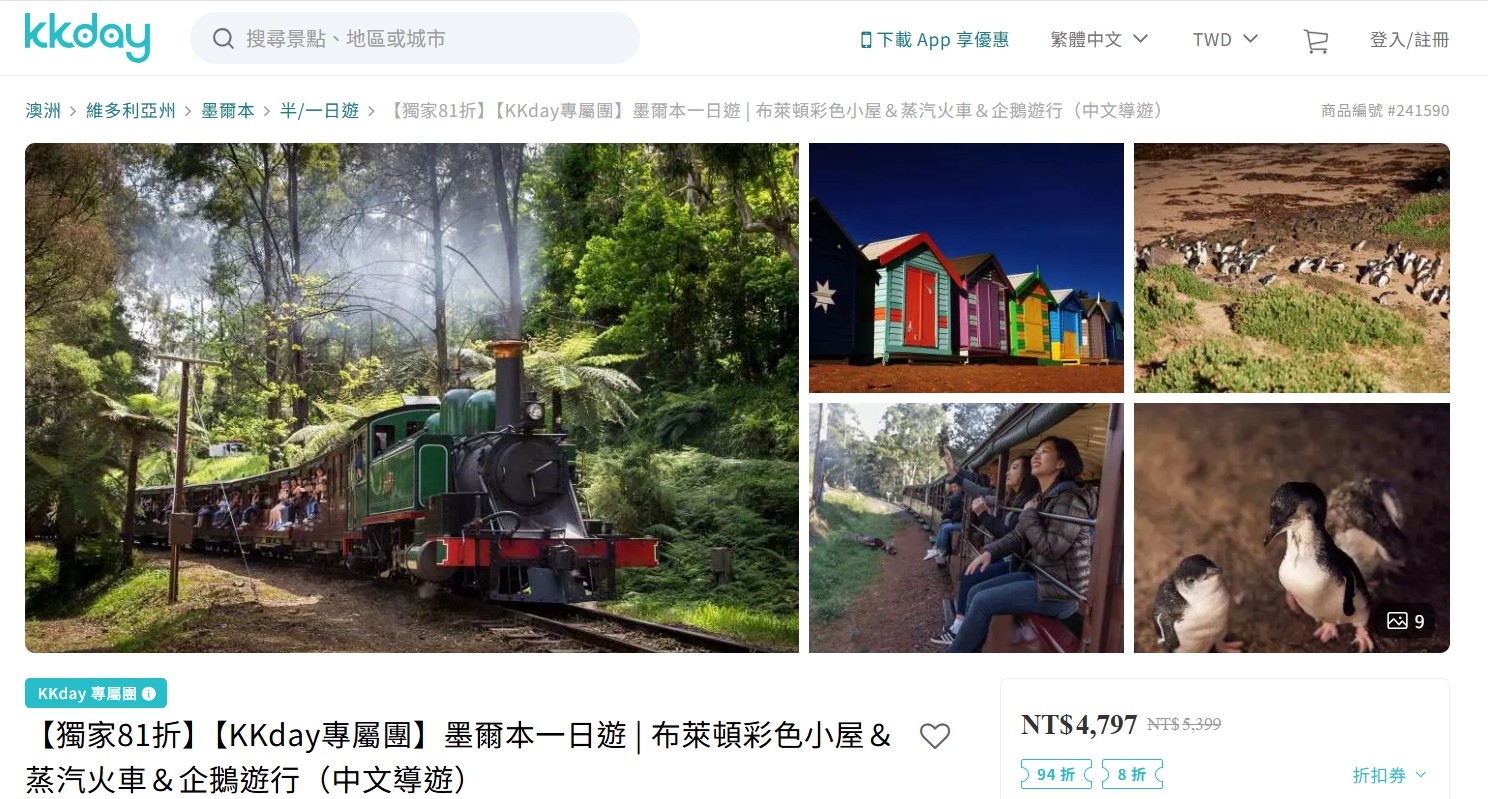 kkday
搜尋景點、地區或城市
下載 App 享優惠
繁體中文
TWD
登入/註冊
澳洲 > 維多利亞州 > 墨爾本 > 半/一日遊 > 【獨家81折】【KKday專屬團】墨爾本一日遊 | 布萊頓彩色小屋＆蒸汽火車＆企鵝遊行（中文導遊）
商品編號 #241590
9
KKday 專屬團
【獨家81折】【KKday專屬團】墨爾本一日遊 | 布萊頓彩色小屋＆
蒸汽火車＆企鵝遊行（中文導遊）
NT$ 4,797 NT$ 5,399
94 折
8 折
折扣券